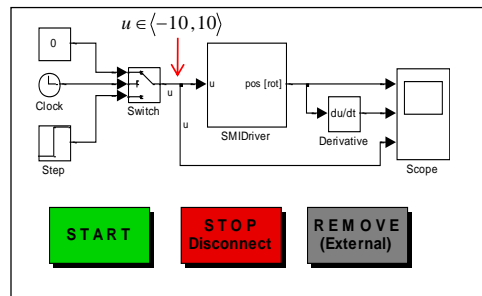 u ∈ ⟨−10,10⟩
0
Clock
Step
Switch
u
u
u
pos [rot]
SMIDriver
du/dt
Derivative
Scope
START
STOP
Disconnect
REMOVE
(External)